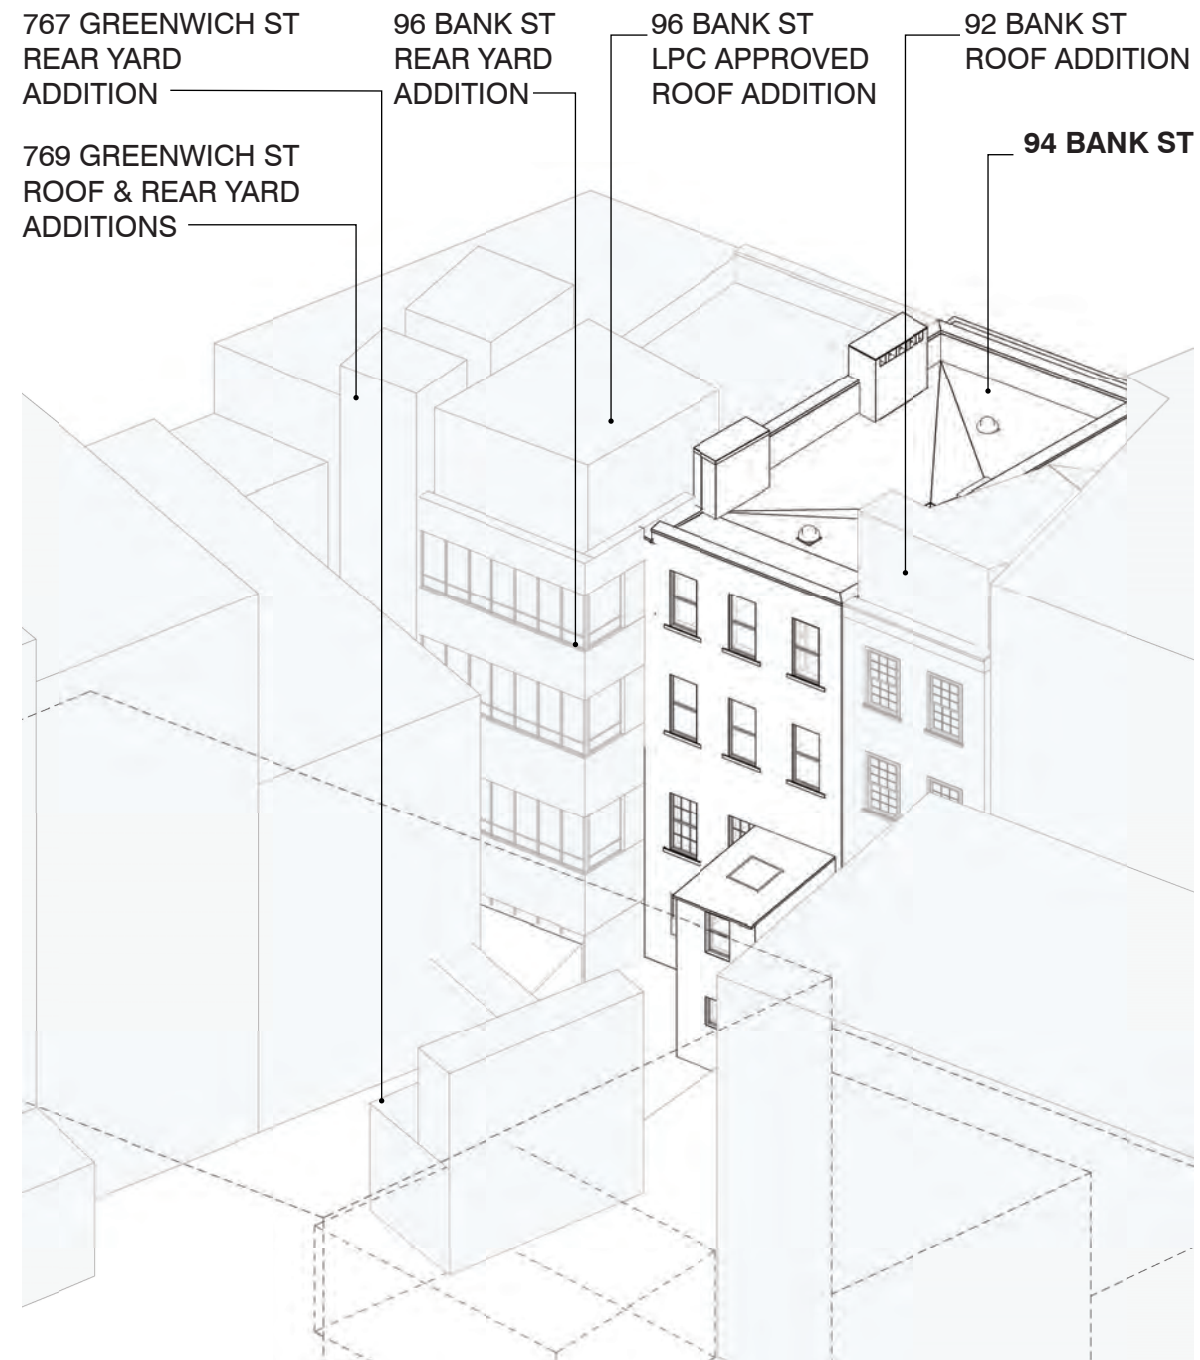 767 GREENWICH ST
REAR YARD
ADDITION
769 GREENWICH ST
ROOF & REAR YARD
ADDITIONS
96 BANK ST
REAR YARD
ADDITION
96 BANK ST
LPC APPROVED
ROOF ADDITION
92 BANK ST
ROOF ADDITION
94 BANK ST